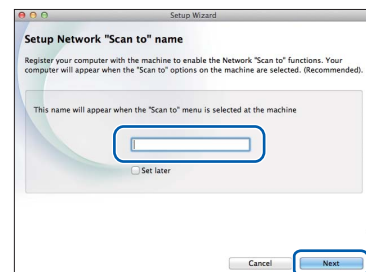 Setup Wizard
Setup Network "Scan to" name
Register your computer with the machine to enable the Network "Scan to" functions. Your
computer will appear when the "Scan to" options on the machine are selected. (Recommended).
This name will appear when the "Scan to" menu is selected at the machine
Set later
Cancel Next